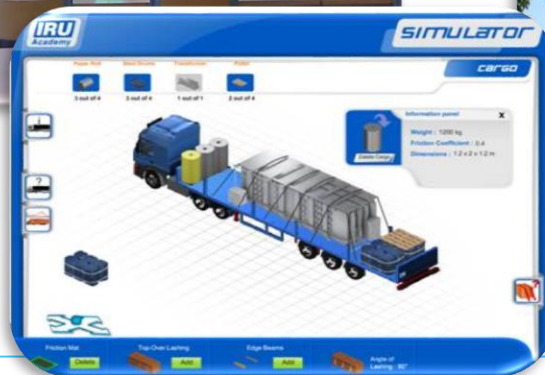 IRU
Academy
SIMULATOR
CARGO
Paper Roll
Steel Drums
Transformer
Pallet
3 out of 4
3 out of 4
1 out of 1
2 out of 4
Information panel
X
Weight : 1200 kg
Friction Coefficient : 0.4
Dimensions : 1.2 x 2 x 1.2 m
Delete Cargo
Friction Mat
Delete
Top-Over Lashing
Add
Edge Beams
Add
Angle of
Lashing : 90°